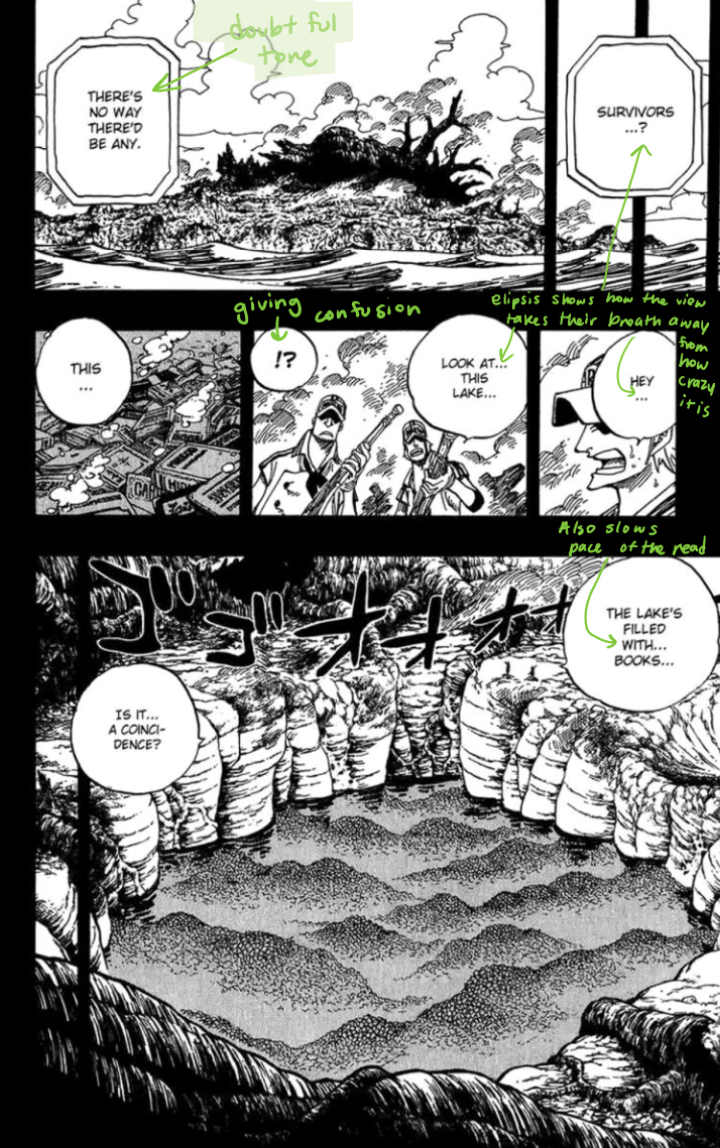 SURVIVORS
...?
doubtful
tone
THERE'S
NO WAY
THERE'D
BE ANY.
elipsis shows how the view
takes their breath away
from
how
crazy
it is
HEY
...
giving confusion
LOOK AT...
THIS
LAKE...
!?
THIS
...
Also slows
pace of the read
THE LAKE'S
FILLED
WITH...
BOOKS...
ゴゴオオオオ
IS IT...
A COINCI-
DENCE?